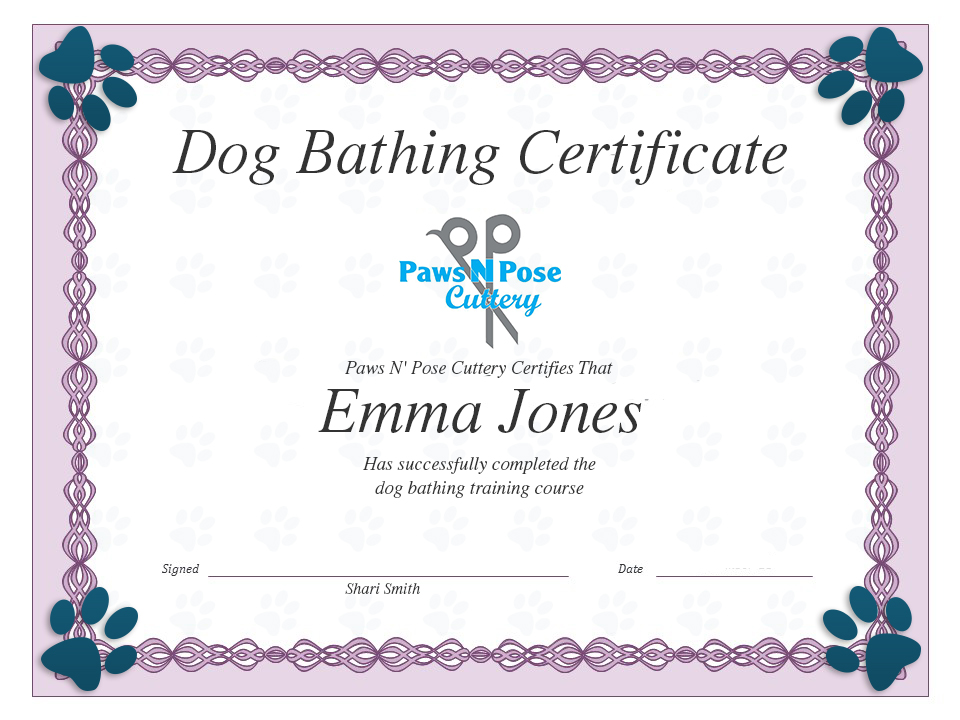 Dog Bathing Certificate
Paws N Pose
Cuttery
Paws N' Pose Cuttery Certifies That
Emma Jones
Has successfully completed the
dog bathing training course
Signed
Date
Shari Smith